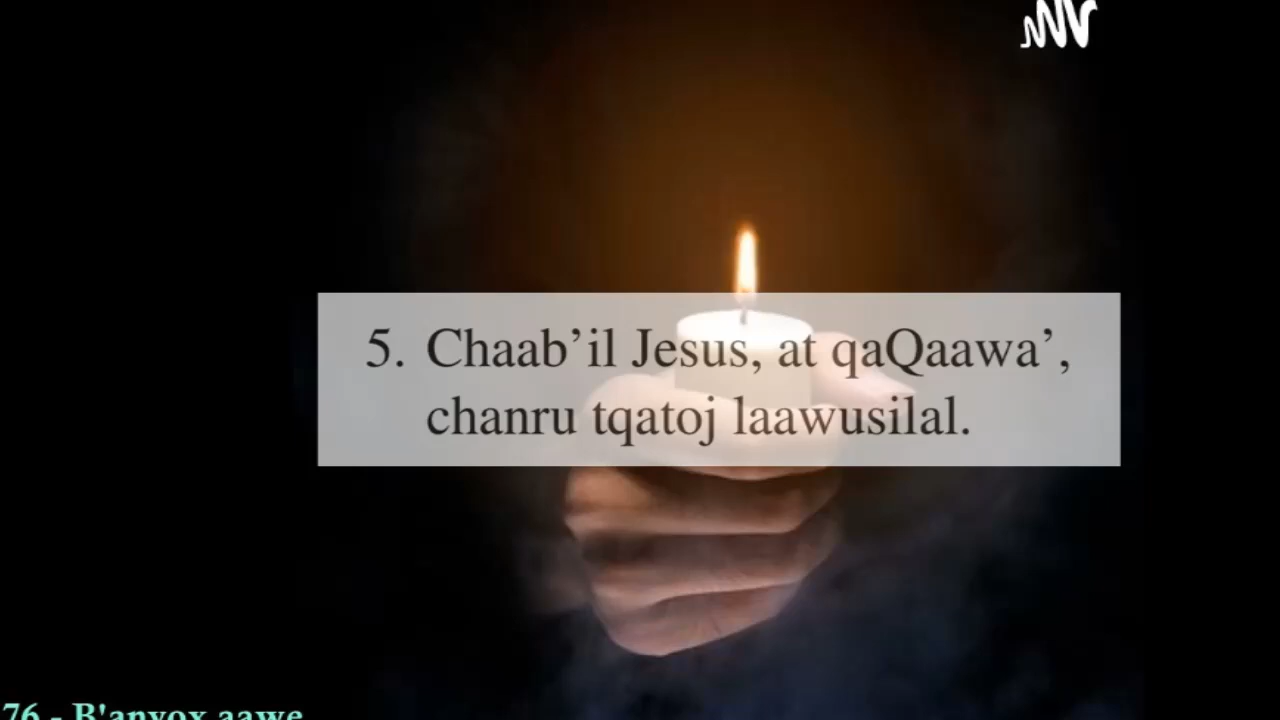 5. Chaab’il Jesus, at qaQaawa’,
chanru tqatoj laawusilal.
76 - B'anyox aawe